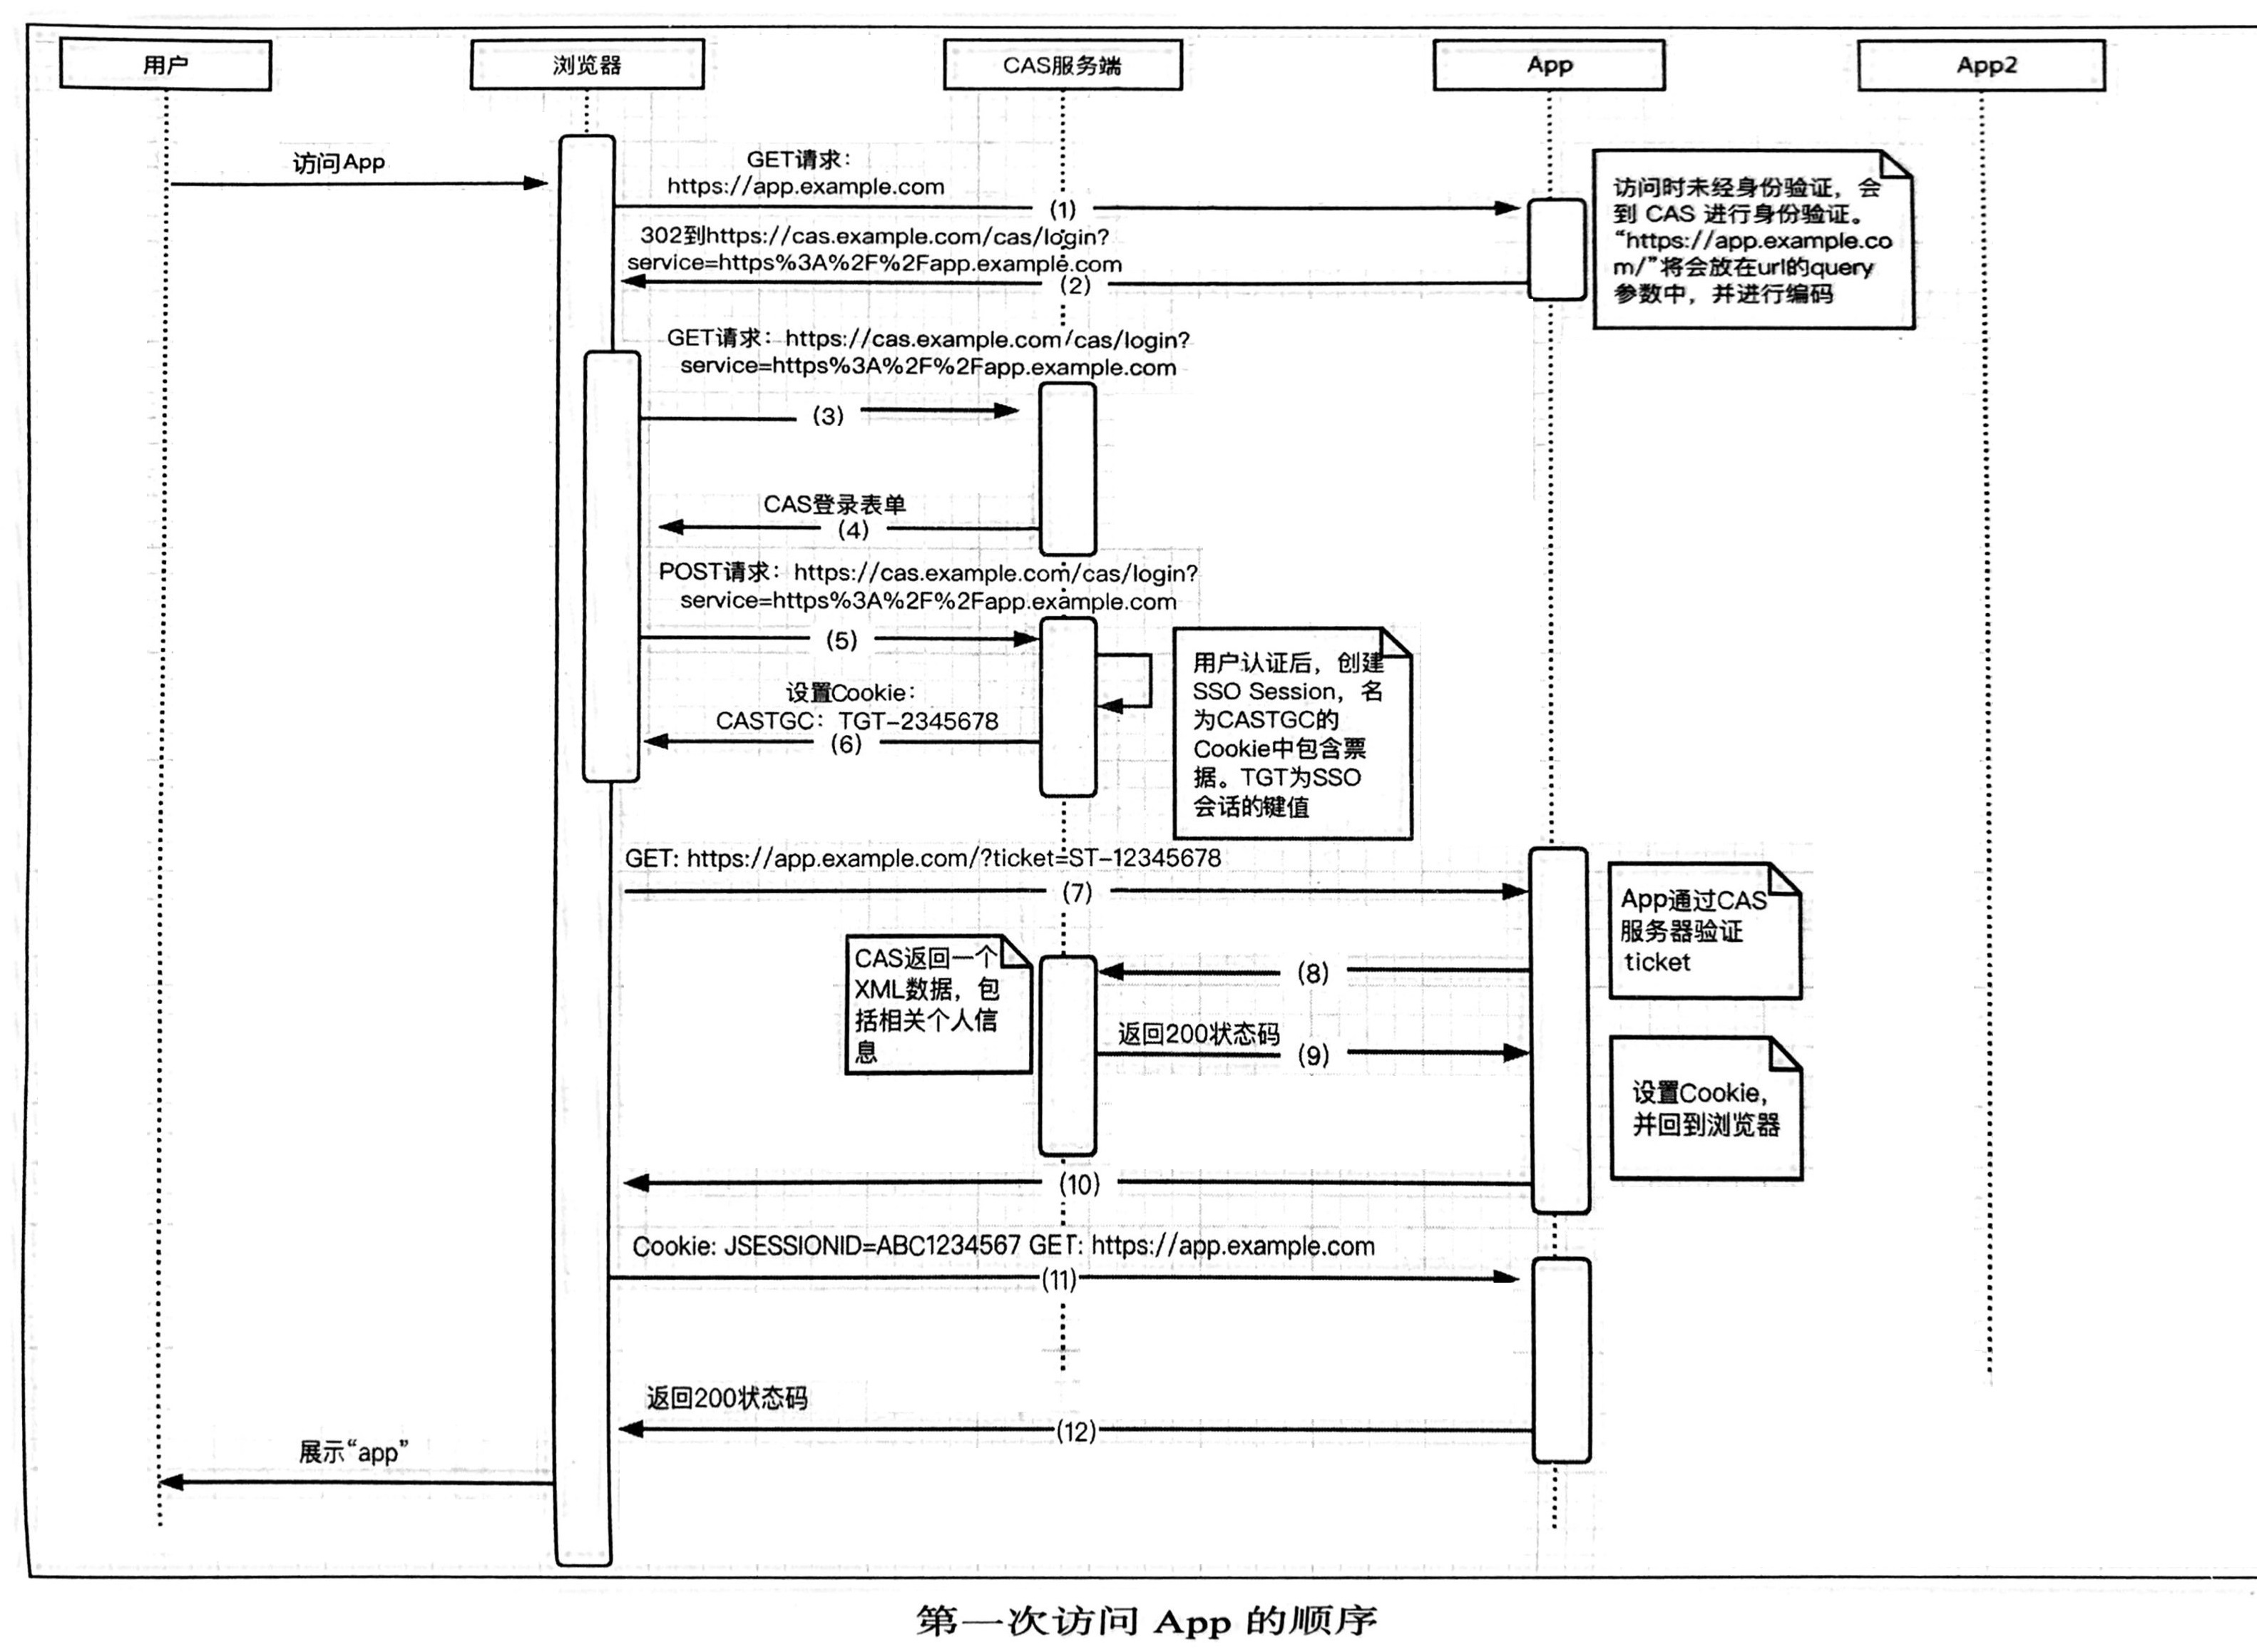 用户
浏览器
CAS服务端
App
App2
访问App
GET请求：
https://app.example.com
(1)
访问时未经身份验证，会
到 CAS 进行身份验证。
“https://app.example.co
m/”将会放在url的query
参数中，并进行编码
302到https://cas.example.com/cas/login?
service=https%3A%2F%2Fapp.example.com
(2)
GET请求：https://cas.example.com/cas/login?
service=https%3A%2F%2Fapp.example.com
(3)
CAS登录表单
(4)
POST请求：https://cas.example.com/cas/login?
service=https%3A%2F%2Fapp.example.com
(5)
用户认证后，创建
SSO Session，名
为CASTGC的
Cookie中包含票
据。TGT为SSO
会话的键值
设置Cookie：
CASTGC：TGT-2345678
(6)
GET: https://app.example.com/?ticket=ST-12345678
(7)
App通过CAS
服务器验证
ticket
CAS返回一个
XML数据，包
括相关个人信
息
(8)
返回200状态码
(9)
设置Cookie，
并回到浏览器
(10)
Cookie: JSESSIONID=ABC1234567 GET: https://app.example.com
(11)
返回200状态码
(12)
展示“app”
第一次访问 App 的顺序